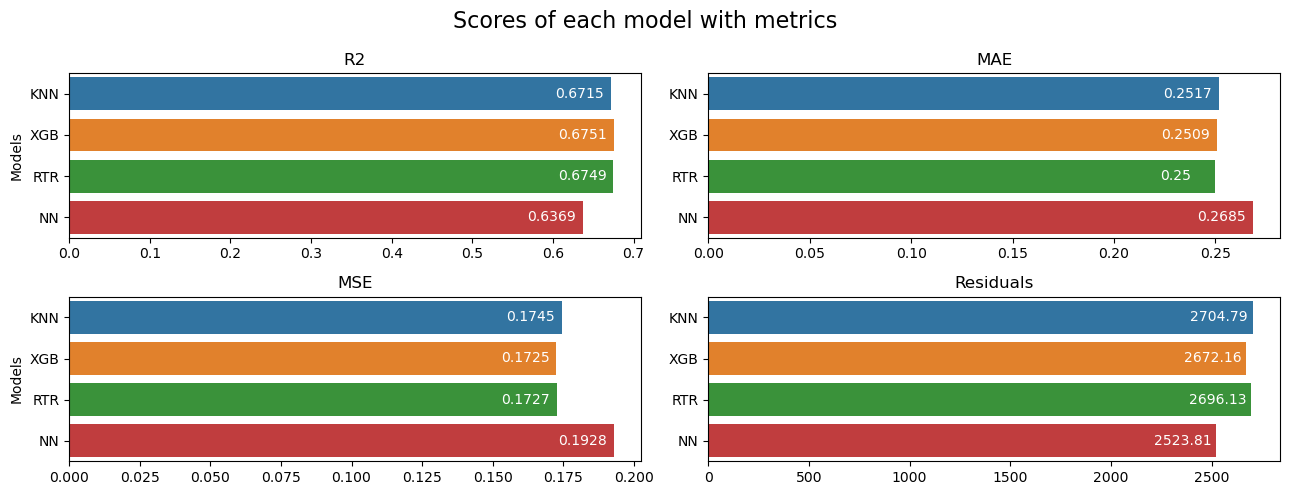 Scores of each model with metrics
R2
Models
KNN
0.6715
XGB
0.6751
RTR
0.6749
NN
0.6369
0.0 0.1 0.2 0.3 0.4 0.5 0.6 0.7
MAE
KNN
0.2517
XGB
0.2509
RTR
0.25
NN
0.2685
0.00 0.05 0.10 0.15 0.20 0.25
MSE
Models
KNN
0.1745
XGB
0.1725
RTR
0.1727
NN
0.1928
0.000 0.025 0.050 0.075 0.100 0.125 0.150 0.175 0.200
Residuals
KNN
2704.79
XGB
2672.16
RTR
2696.13
NN
2523.81
0 500 1000 1500 2000 2500